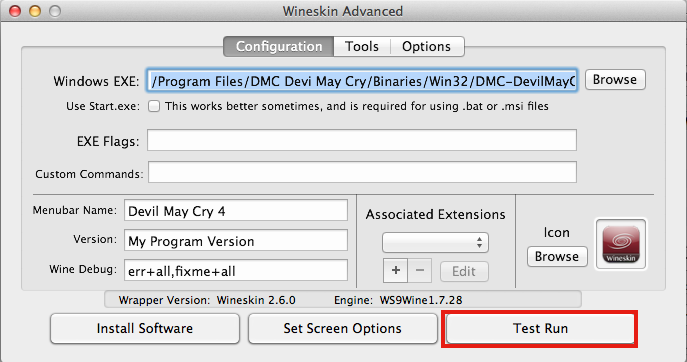 Wineskin Advanced
Configuration Tools Options
Windows EXE: /Program Files/DMC Devi May Cry/Binaries/Win32/DMC-DevilMayC Browse
Use Start.exe: This works better sometimes, and is required for using .bat or .msi files
EXE Flags:
Custom Commands:
Menubar Name: Devil May Cry 4
Version: My Program Version
Wine Debug: err+all,fixme+all
Associated Extensions
+ − Edit
Icon
Browse
Wineskin
Wrapper Version: Wineskin 2.6.0 Engine: WS9Wine1.7.28
Install Software Set Screen Options Test Run